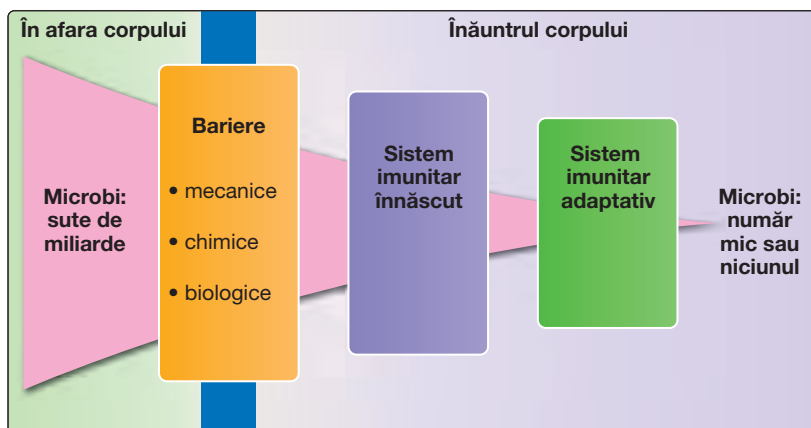 În afara corpului
Înăuntrul corpului
Microbi:
sute de
miliarde
Bariere
• mecanice
• chimice
• biologice
Sistem
imunitar
înnăscut
Sistem
imunitar
adaptativ
Microbi:
număr
mic sau
niciunul